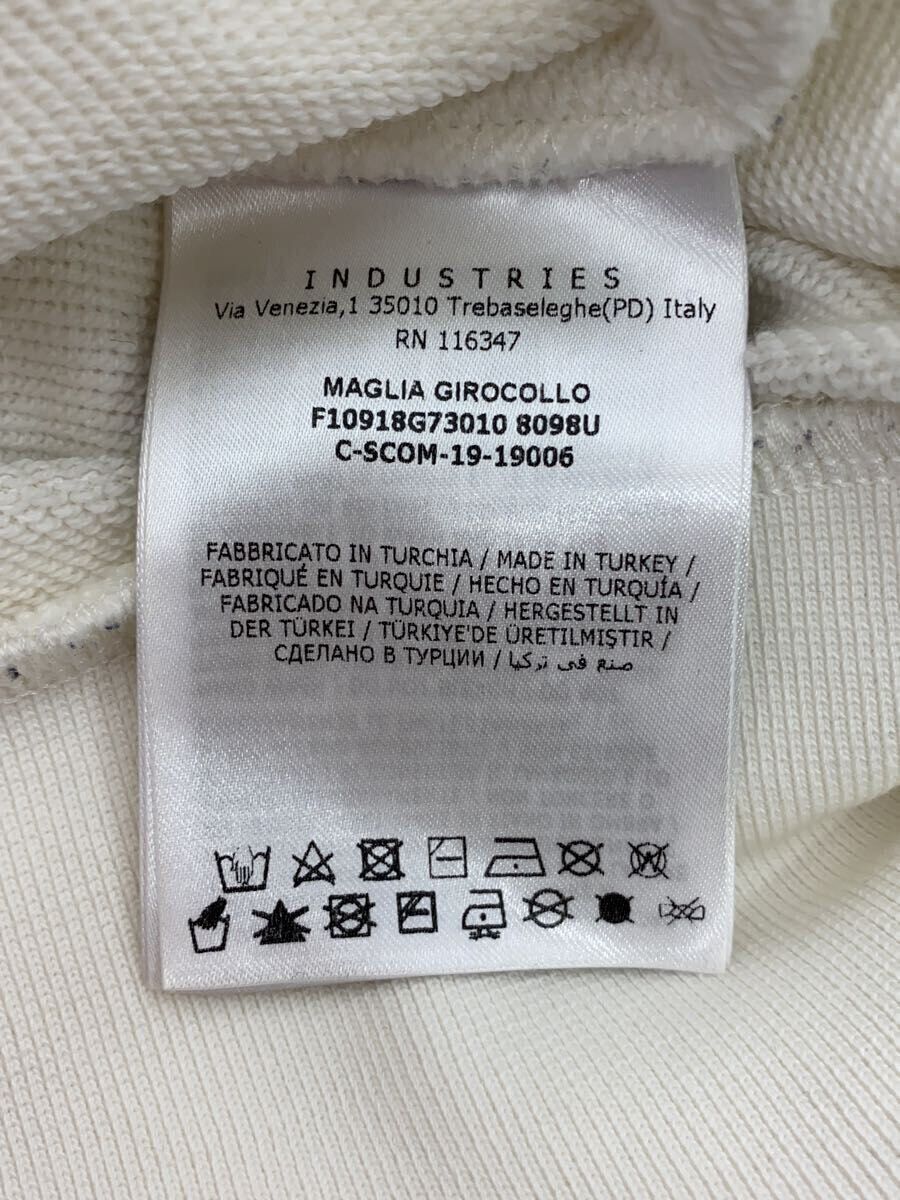 INDUSTRIES
Via Venezia,1 35010 Trebaseleghe(PD) Italy
RN 116347
MAGLIA GIROCOLLO
F10918G73010 8098U
C-SCOM-19-19006
FABBRICATO IN TURCHIA / MADE IN TURKEY /
FABRIQUÉ EN TURQUIE / HECHO EN TURQUÍA /
FABRICADO NA TURQUIA / HERGESTELLT IN
DER TÜRKEI / TÜRKIYE'DE ÜRETILMIŞTIR /
СДЕЛАНО В ТУРЦИИ / صنع في تركيا